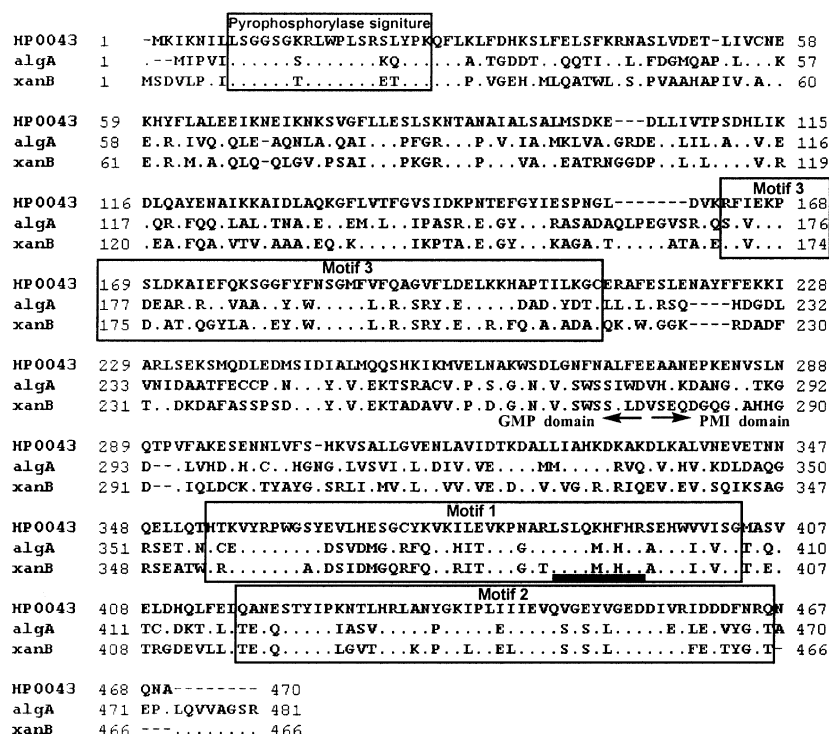 Pyrophosphorylase signiture
HP0043 1 -MKIKNILLSGGSGKRLWPLSRSLYPKQFLKLFDHKSLFELSFKRNASLVDET-LIVCNE 58
algA 1 --MIPVI.......S.......KQ....A.TGDDT.QQTI..L.FDGMQAP.L..K 57
xanB 1 MSDVLP.I.......T.......ET....P.VGEH.MLQATWL.S.PVAAHAPIV.A.. 60
HP0043 59 KHYFLALEEIKNEIKNKSVGFLLESLSKNTANAIALSALMSDKE---DLLIVTPSDHLIK 115
algA 58 E.R.IVQ.QLE-AQNLA.QAI...PFGR...P.V.IA.MKLVA.GRDE..LIL.A..V.E 116
xanB 61 E.R.M.A.QLQ-QLGV.PSAI...PKGR...P..VA..EATRNGGDP..L.L....V.R 119
Motif 3
HP0043 116 DLQAYENAIKKAIDLAQKGFLVTFGVSIDKPNTEFGYIESPNGL--------DVKRFIEKP 168
algA 117 .QR.FQQ.LAL.TNA.E..EM.L..IPASR.E.GY...RASADAQLPEGVSR.QS.V... 176
xanB 120 .EA.FQA.VTV.AAA.EQ.K.....IKPTA.E.GY...KAGA.T.....ATA.E..V... 174
Motif 3
HP0043 169 SLDKAIEFQKSGGFYFNSGMFVFQAGVFLDELKKHAPTILKGCERAFESLENAYFFEKKI 228
algA 177 DEAR.R..VAA..Y.W.....L.R.SRY.E.....DAD.YDT.LL.L.RSQ----HDGDL 232
xanB 175 D.AT.QGYLA..EY.W.....L.R.SRY.E..R.FQ.A.ADA.QK.W.GGK----RDADF 230
HP0043 229 ARLSEKSMQDLEDMSIDIALMQQSHKIKMVELNAKWSDLGNFNALFEEAANEPKENVSLN 288
algA 233 VNIDAATFECCP.N...Y.V.EKTSRACV.P.S.G.N.V.SWSSIWDVH.KDANG..TKG 292
xanB 231 T..DKDAFASSPSD...Y.V.EKTADAVV.P.D.G.N.V.SWSS.LDVSEQDGQG.AHHG 290
GMP domain PMI domain
HP0043 289 QTPVFAKESENNLVFS-HKVSALLGVENLAVIDTKDALLIAHKDKAKDLKALVNEVETNN 347
algA 293 D--.LVHD.H.C..HGNG.LVSVI..L.DIV.VE....MM....RVQ..V.HV.KDLDAQG 350
xanB 291 D--.IQLDCK.TYAYG.SRLI.MV.L..VV.VE.D..V.VG.R.RIQEV.EV.SQIKSAG 347
Motif 1
HP0043 348 QELLQTHTKVYRPWGSYEVLHESGCYKVKILEVKPNARLSLQKHFHRSEHWVVISGMASV 407
algA 351 RSET.N.CE........DSVDMG.RFQ..HIT...G.....M.H..A...I.V..T.Q. 410
xanB 348 RSEATW.R.......A.DSIDMGQRFQ..RIT...G.T...M.H..A...I.V..T.E. 407
Motif 2
HP0043 408 ELDHQLFELQANESTYIPKNTLHRLANYGKIPLIIIEVQVGEYVGEDDIVRIDDDFNRQN 467
algA 411 TC.DKT.L.TE.Q.....IASV....P...E....S.S.L....E.LE.VYG.TA 470
xanB 408 TRGDEVLL.TE.Q.....LGVT...K.P..L.EL....S.S.L......FE.TYG.T- 466
HP0043 468 QNA-------- 470
algA 471 EP.LQVVAGSR 481
xanB 466 ---........ 466